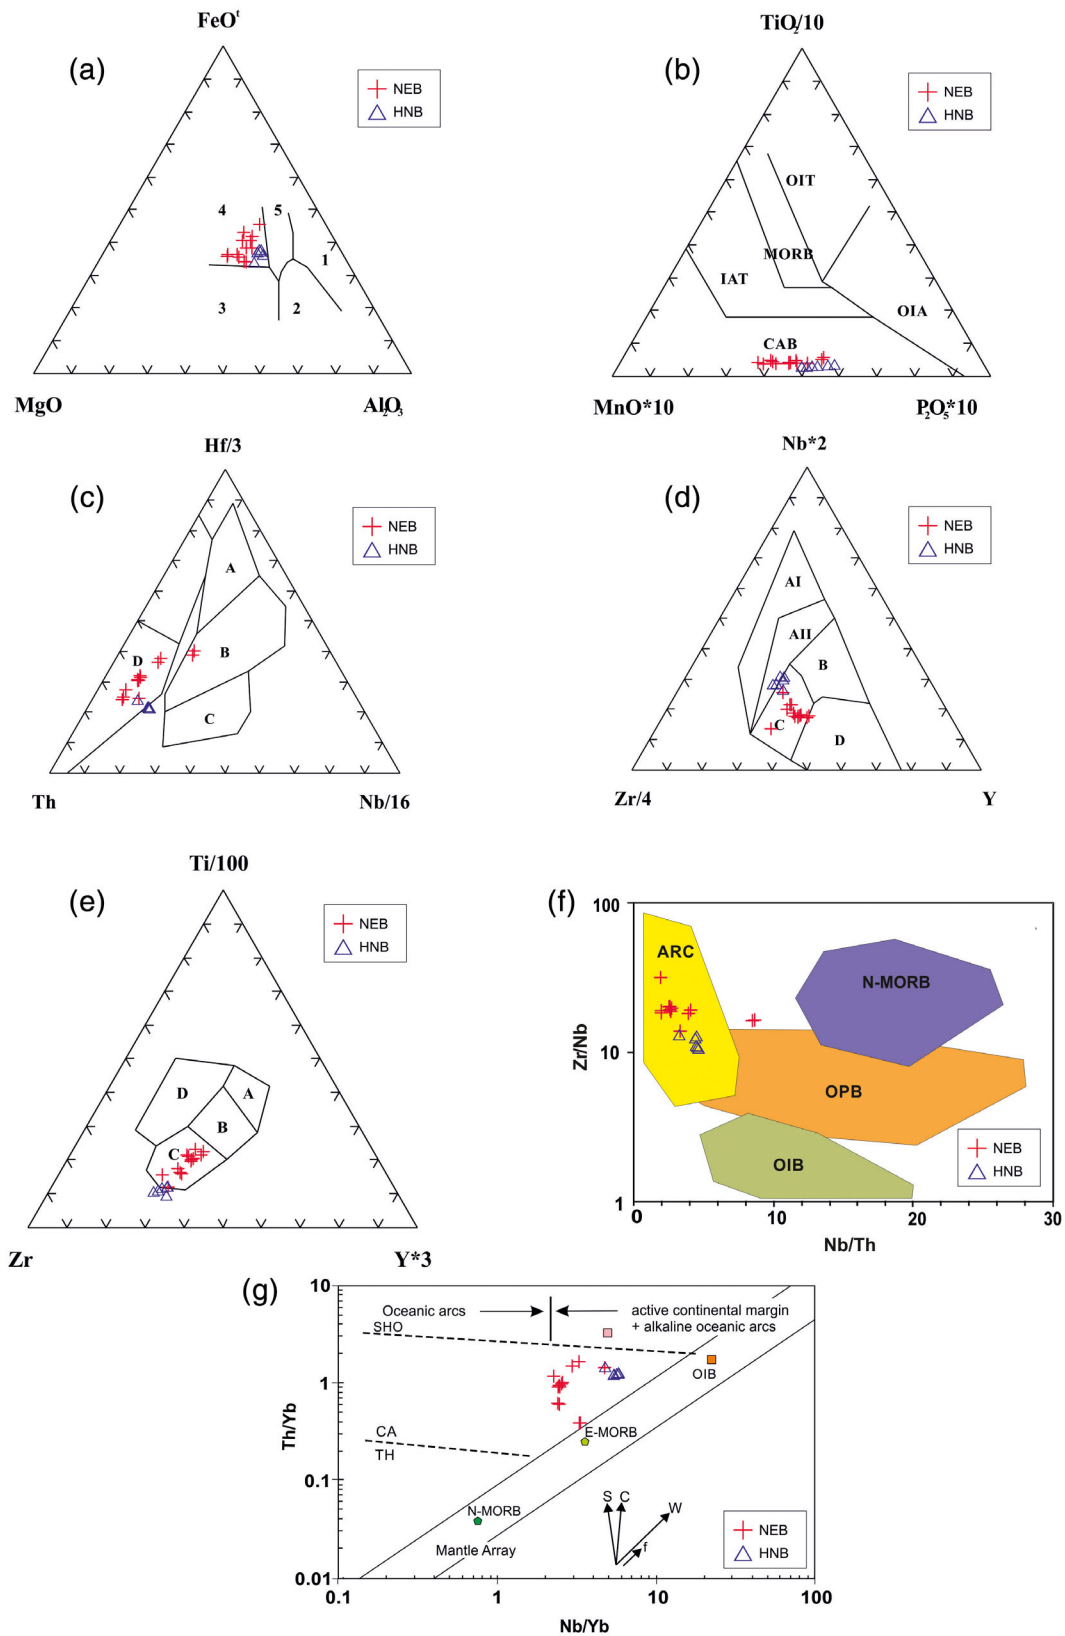 (a)
FeOᵗ
NEB
HNB
4
5
1
3
2
MgO
Al₂O₃
(b)
TiO₂/10
NEB
HNB
OIT
MORB
IAT
OIA
CAB
MnO*10
P₂O₅*10
(c)
Hf/3
NEB
HNB
A
D
B
C
Th
Nb/16
(d)
Nb*2
NEB
HNB
AI
AII
B
C
D
Zr/4
Y
(e)
Ti/100
NEB
HNB
D
A
B
C
Zr
Y*3
(f)
100
10
1
Zr/Nb
ARC
N-MORB
OPB
OIB
NEB
HNB
0
10
20
30
Nb/Th
(g)
10
1
0.1
0.01
Th/Yb
Oceanic arcs
active continental margin
+ alkaline oceanic arcs
SHO
OIB
CA
TH
E-MORB
N-MORB
Mantle Array
S
C
W
f
NEB
HNB
0.1
1
10
100
Nb/Yb